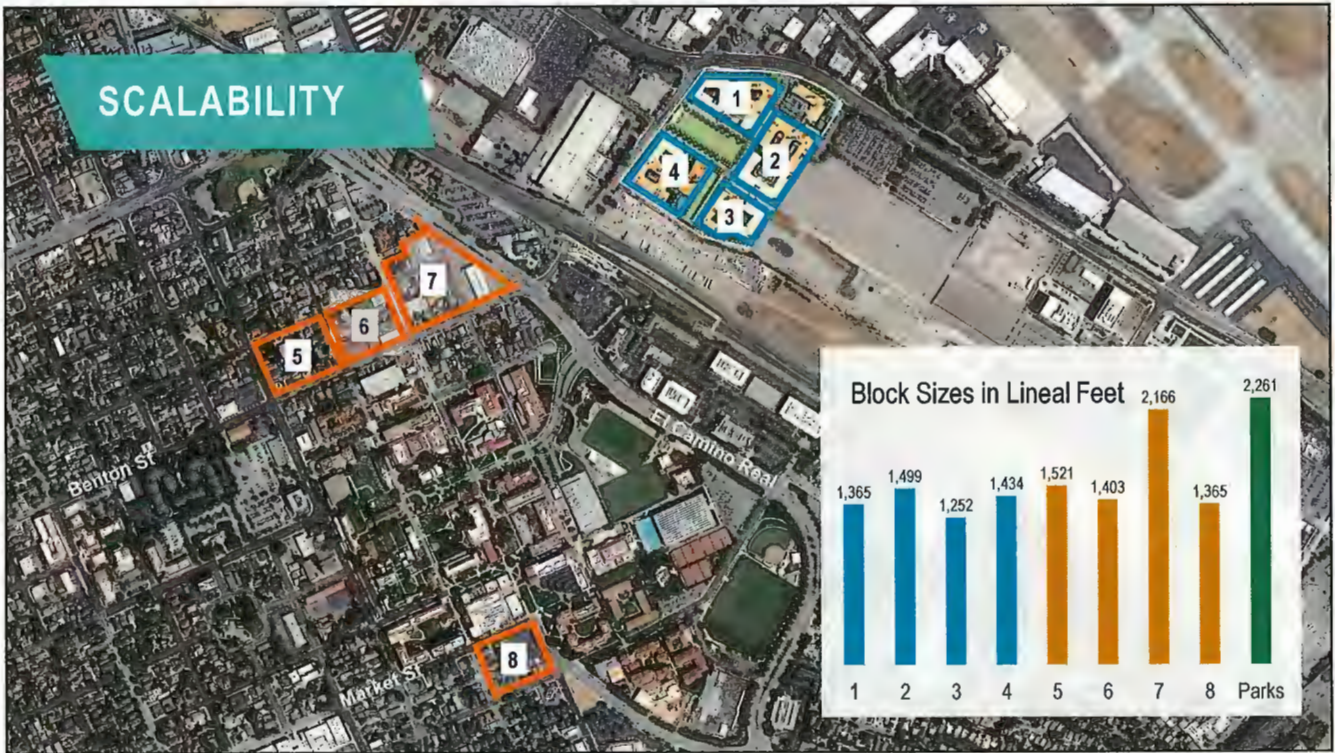 SCALABILITY
1
2
4
3
7
6
5
8
Benton St
El Camino Real
Market St
Block Sizes in Lineal Feet
1,365
1,499
1,252
1,434
1,521
1,403
2,166
1,365
2,261
1 2 3 4 5 6 7 8 Parks